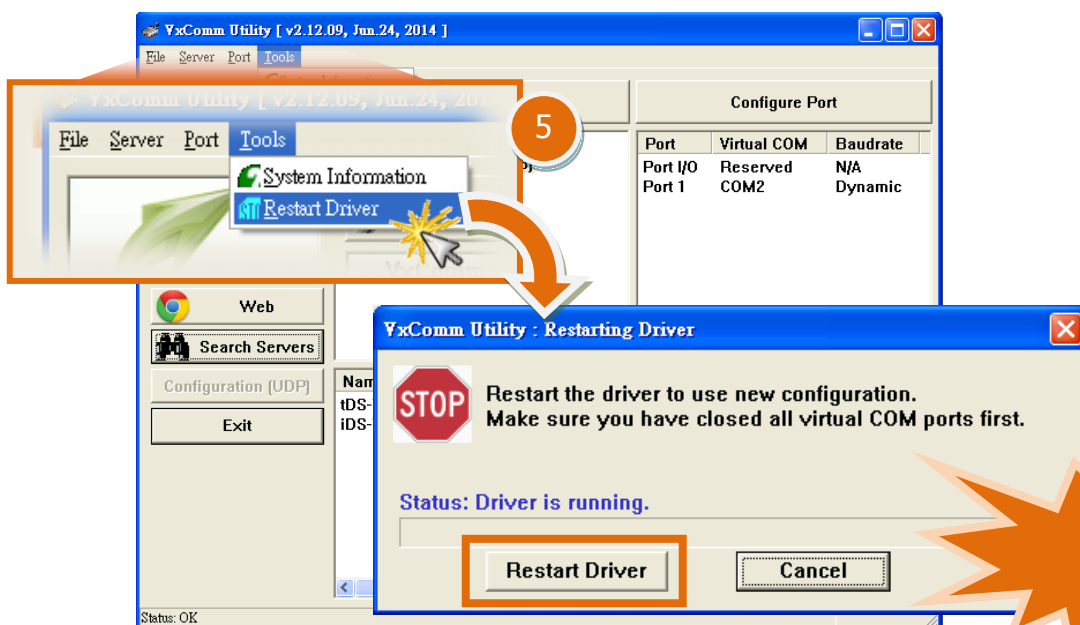 VxComm Utility [ v2.12.09, Jun.24, 2014 ]
File Server Port Tools
VxComm Utility [ v2.12.09, Jun.24, 201
5
File Server Port Tools
System Information
Restart Driver
Configure Port
Port Virtual COM Baudrate
Port I/O Reserved N/A
Port 1 COM2 Dynamic
Web
Search Servers
Configuration (UDP)
Exit
Nam
tDS-
iDS-
VxComm Utility : Restarting Driver
STOP
Restart the driver to use new configuration.
Make sure you have closed all virtual COM ports first.
Status: Driver is running.
Restart Driver
Cancel
Status: OK